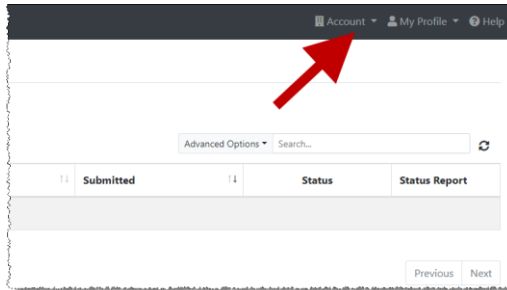 Account My Profile Help
Advanced Options Search...
Submitted Status Status Report
Previous Next